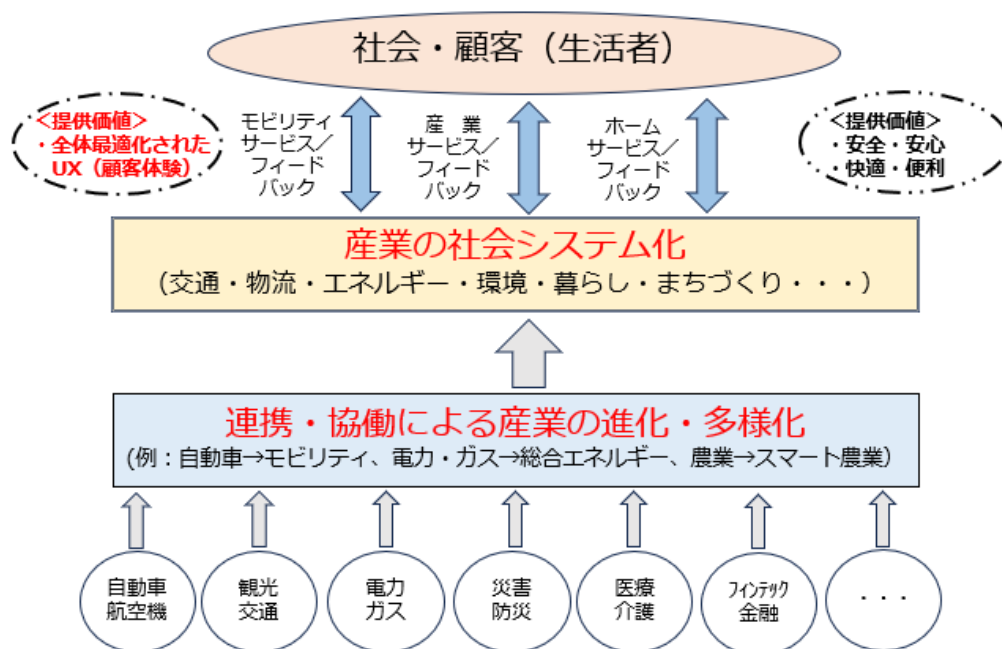 社会・顧客（生活者）
＜提供価値＞
・全体最適化された
UX（顧客体験）
モビリティ
サービス／
フィード
バック
産　業
サービス／
フィード
バック
ホーム
サービス／
フィード
バック
＜提供価値＞
・安全・安心
・快適・便利
産業の社会システム化
（交通・物流・エネルギー・環境・暮らし・まちづくり・・・）
連携・協働による産業の進化・多様化
(例：自動車→モビリティ、電力・ガス→総合エネルギー、農業→スマート農業)
自動車
航空機
観光
交通
電力
ガス
災害
防災
医療
介護
フィンテック
金融
・・・